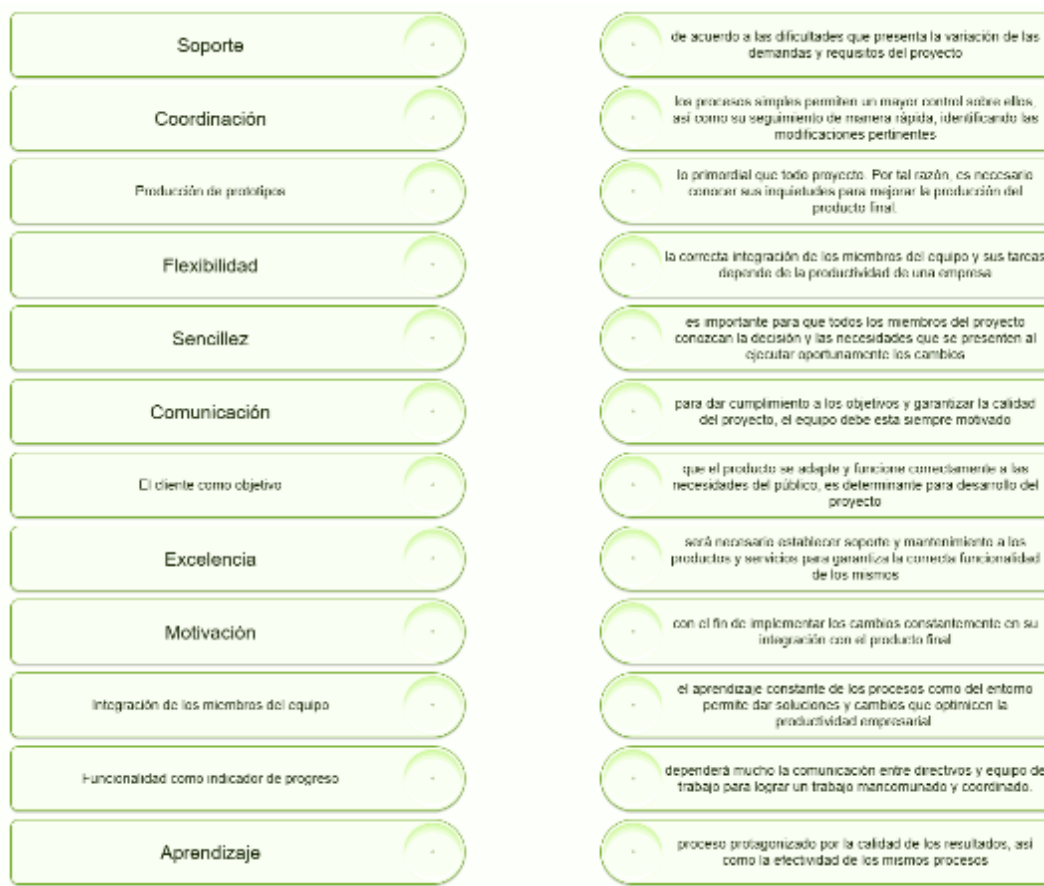 Soporte
de acuerdo a las dificultades que presenta la variación de las
demandas y requisitos del proyecto
Coordinación
los procesos simples permiten un mayor control sobre ellos,
así como su seguimiento de manera rápida, identificando las
modificaciones pertinentes
Producción de prototipos
lo primordial que todo proyecto. Por tal razón, es necesario
conocer sus inquietudes para mejorar la producción del
producto final.
Flexibilidad
la correcta integración de los miembros del equipo y sus tareas
depende de la productividad de una empresa
Sencillez
es importante para que todos los miembros del proyecto
conozcan la decisión y las necesidades que se presenten al
ejecutar oportunamente los cambios
Comunicación
para dar cumplimiento a los objetivos y garantizar la calidad
del proyecto, el equipo debe esta siempre motivado
El cliente como objetivo
que el producto se adapte y funcione correctamente a las
necesidades del público, es determinante para desarrollo del
proyecto
Excelencia
será necesario establecer soporte y mantenimiento a los
productos y servicios para garantiza la correcta funcionalidad
de los mismos
Motivación
con el fin de implementar los cambios constantemente en su
integración con el producto final
Integración de los miembros del equipo
el aprendizaje constante de los procesos como del entorno
permite dar soluciones y cambios que optimicen la
productividad empresarial
Funcionalidad como indicador de progreso
dependerá mucho la comunicación entre directivos y equipo de
trabajo para lograr un trabajo mancomunado y coordinado.
Aprendizaje
proceso protagonizado por la calidad de los resultados, así
como la efectividad de los mismos procesos